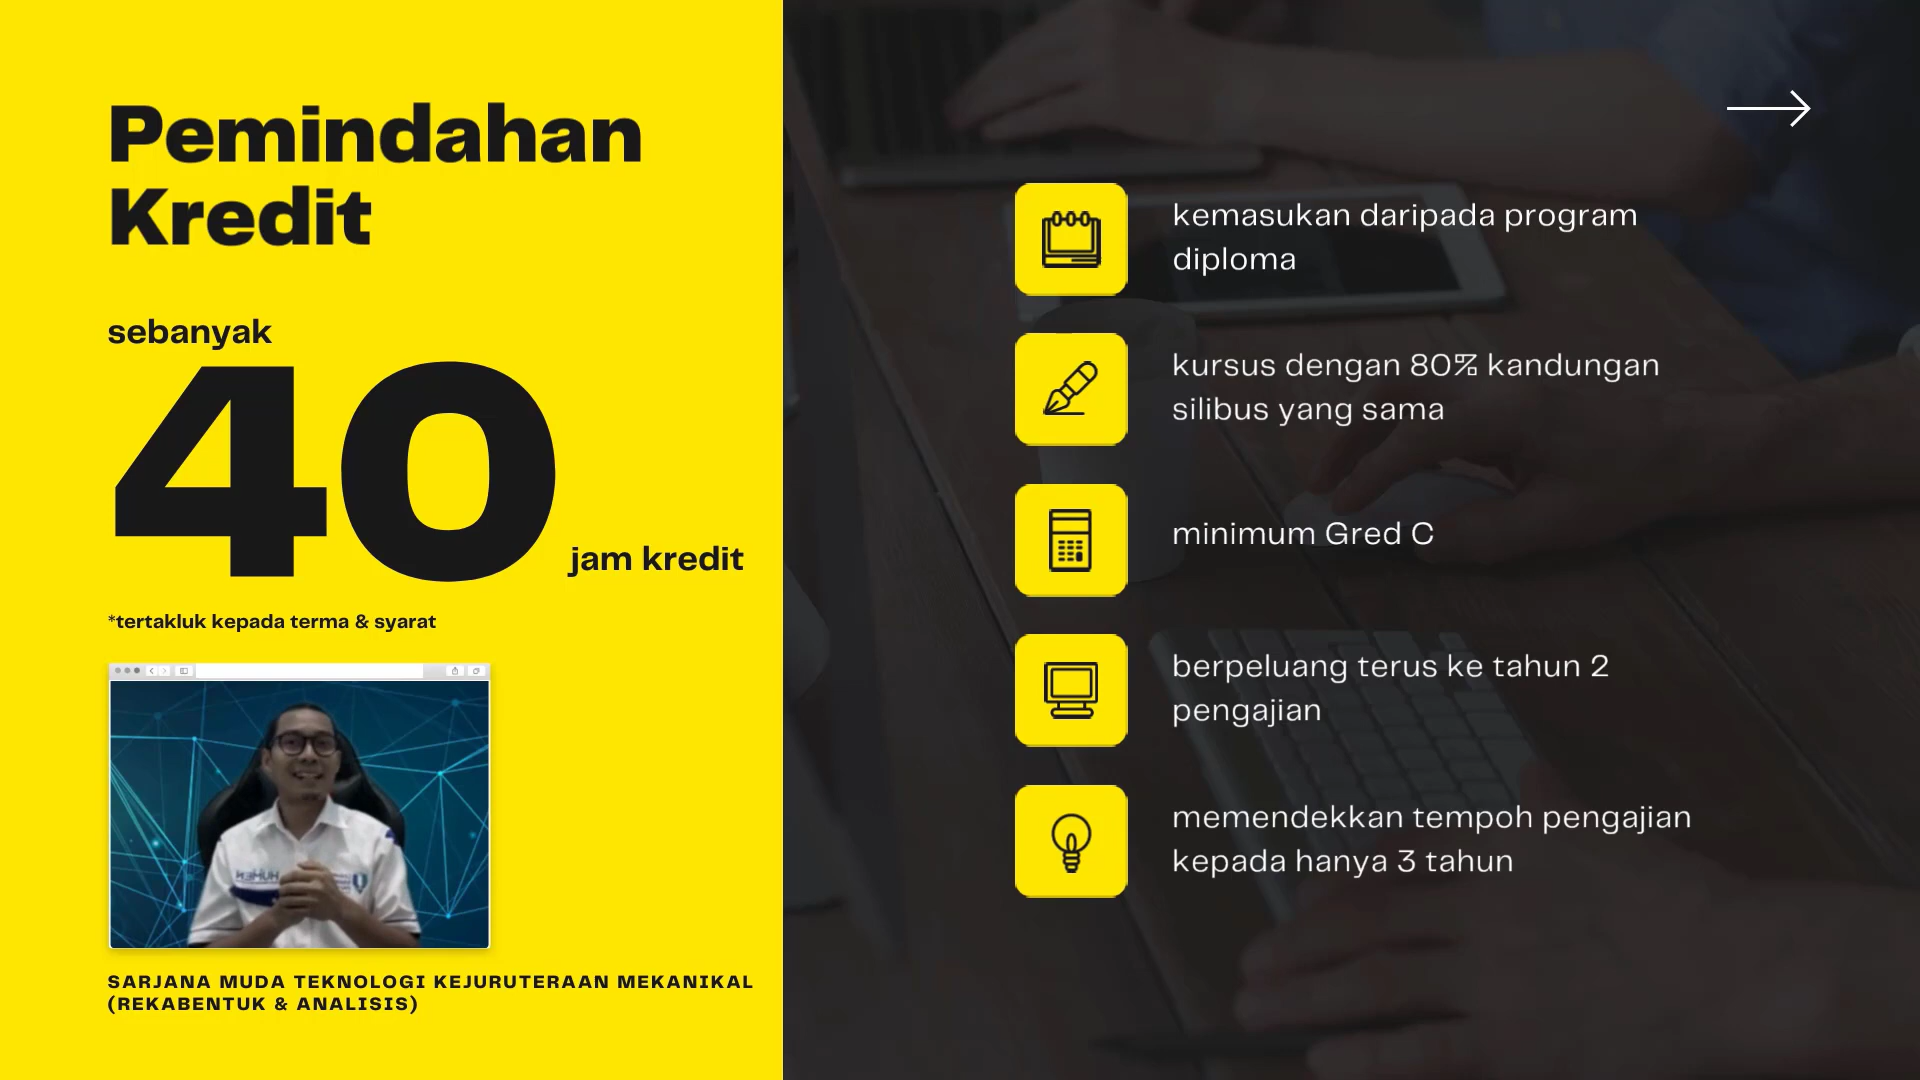 Pemindahan
Kredit
sebanyak
40
jam kredit
*tertakluk kepada terma & syarat
SARJANA MUDA TEKNOLOGI KEJURUTERAAN MEKANIKAL
(REKABENTUK & ANALISIS)
kemasukan daripada program
diploma
kursus dengan 80% kandungan
silibus yang sama
minimum Gred C
berpeluang terus ke tahun 2
pengajian
memendekkan tempoh pengajian
kepada hanya 3 tahun